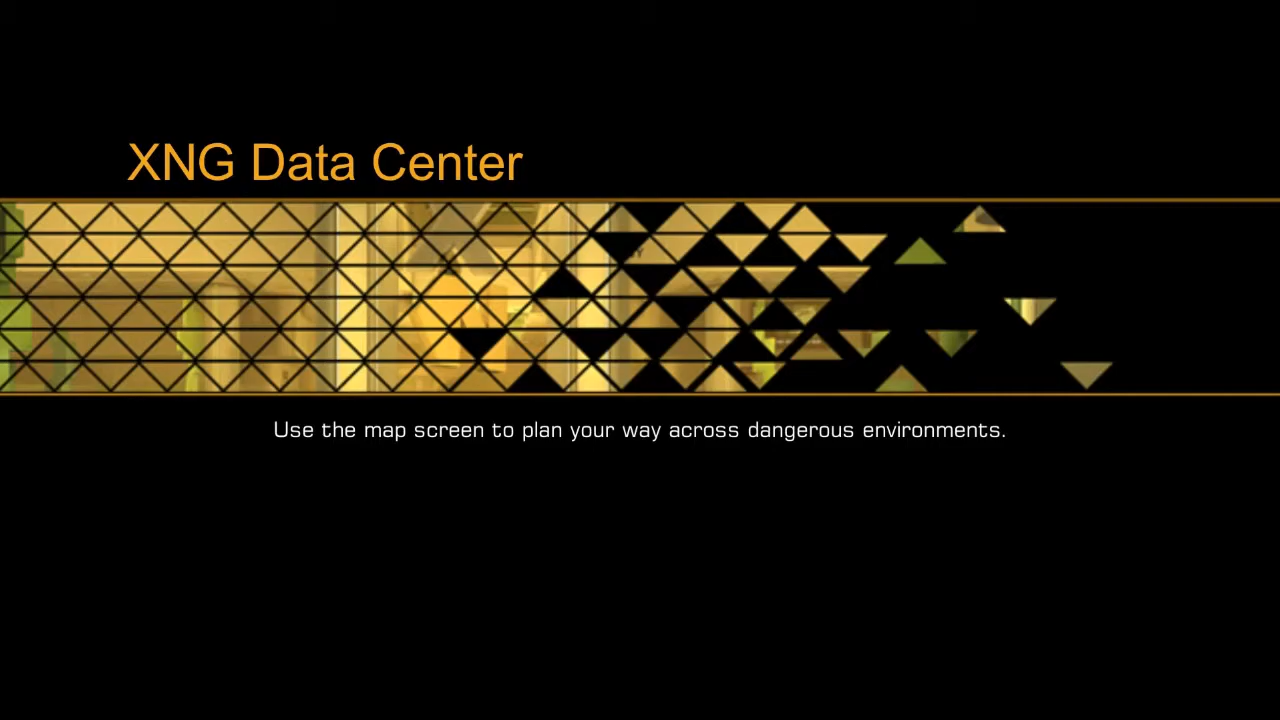 XNG Data Center
Use the map screen to plan your way across dangerous environments.